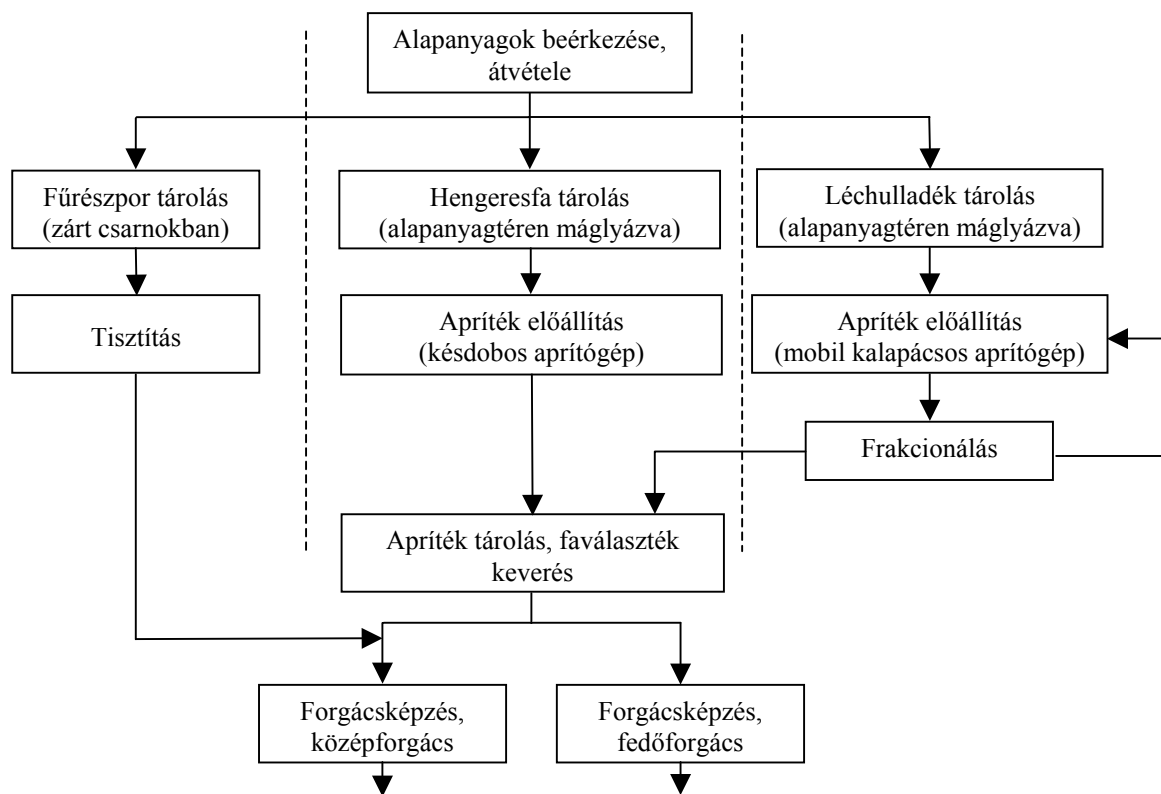 Alapanyagok beérkezése,
átvétele
Fűrészpor tárolás
(zárt csarnokban)
Hengeresfa tárolás
(alapanyagtéren máglyázva)
Léchulladék tárolás
(alapanyagtéren máglyázva)
Tisztítás
Apríték előállítás
(késdobos aprítógép)
Apríték előállítás
(mobil kalapácsos aprítógép)
Frakcionálás
Apríték tárolás, faválaszték
keverés
Forgácsképzés,
középforgács
Forgácsképzés,
fedőforgács